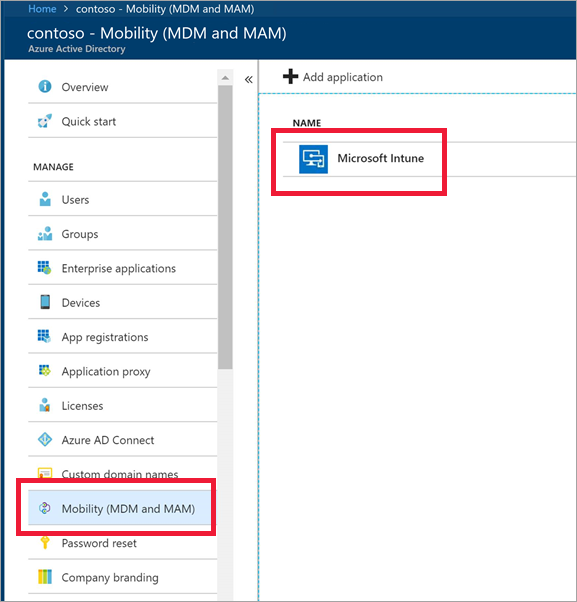 Home > contoso - Mobility (MDM and MAM)
contoso - Mobility (MDM and MAM)
Azure Active Directory
Overview
Quick start
MANAGE
Users
Groups
Enterprise applications
Devices
App registrations
Application proxy
Licenses
Azure AD Connect
Custom domain names
Mobility (MDM and MAM)
Password reset
Company branding
«
Add application
NAME
Microsoft Intune